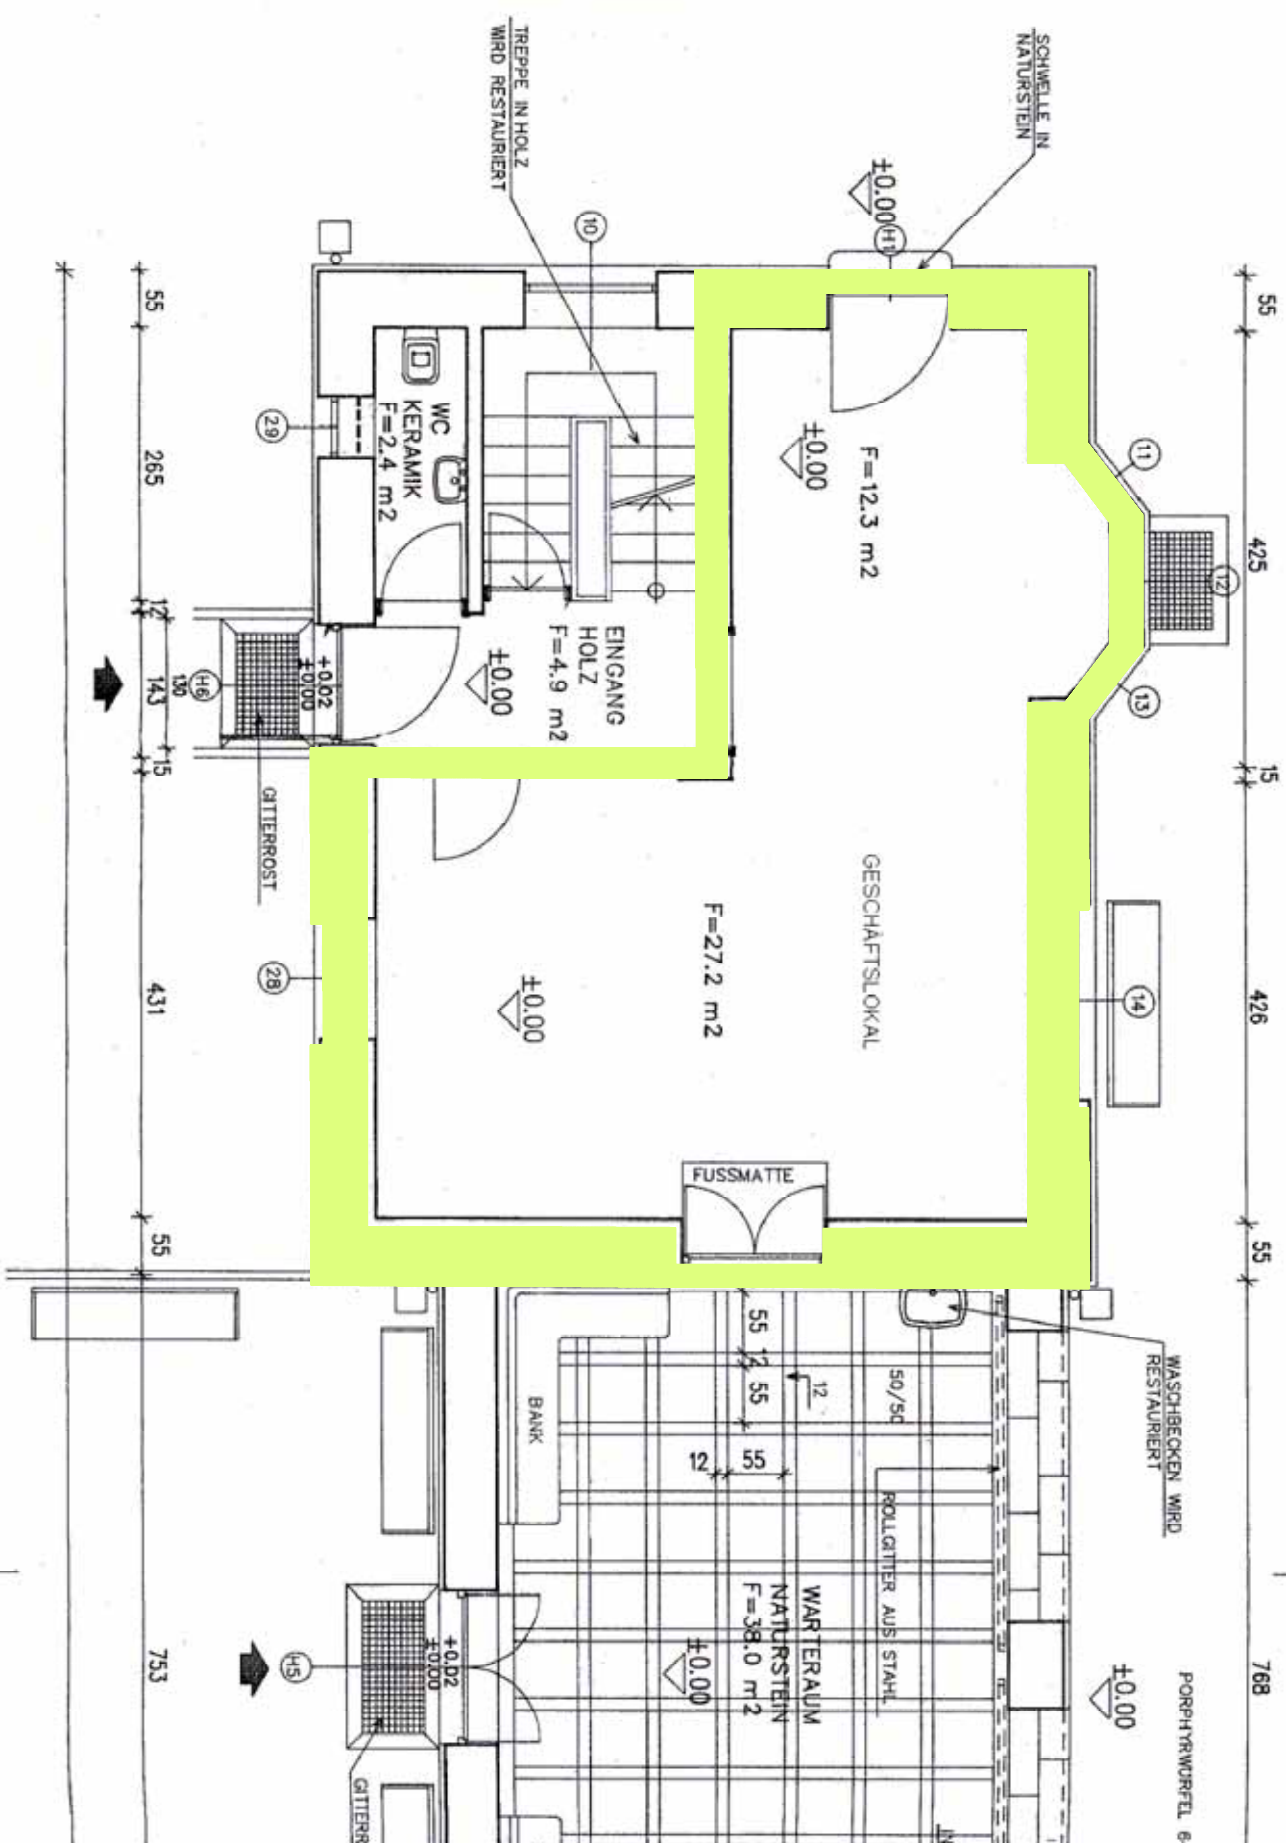 SCHWELLE IN
NATURSTEIN
TREPPE IN HOLZ
WIRD RESTAURIERT
±0.00
H1
10
55
425
15
426
55
768
11
12
13
14
F=12.3 m2
±0.00
WC
KERAMIK
F=2.4 m2
29
EINGANG
HOLZ
F=4.9 m2
±0.00
+0.02
±0.00
H6
130
55
265
12
143
15
431
55
753
GITTERROST
GESCHÄFTSLOKAL
F=27.2 m2
±0.00
28
FUSSMATTE
WASCHBECKEN WIRD
RESTAURIERT
50/50
55
12
55
12
12
55
BANK
ROLLGITTER AUS STAHL
WARTERAUM
NATURSTEIN
F=38.0 m2
±0.00
±0.00
PORPHYRWÜRFEL 6-
+0.02
±0.00
H5
GITTERR
IN